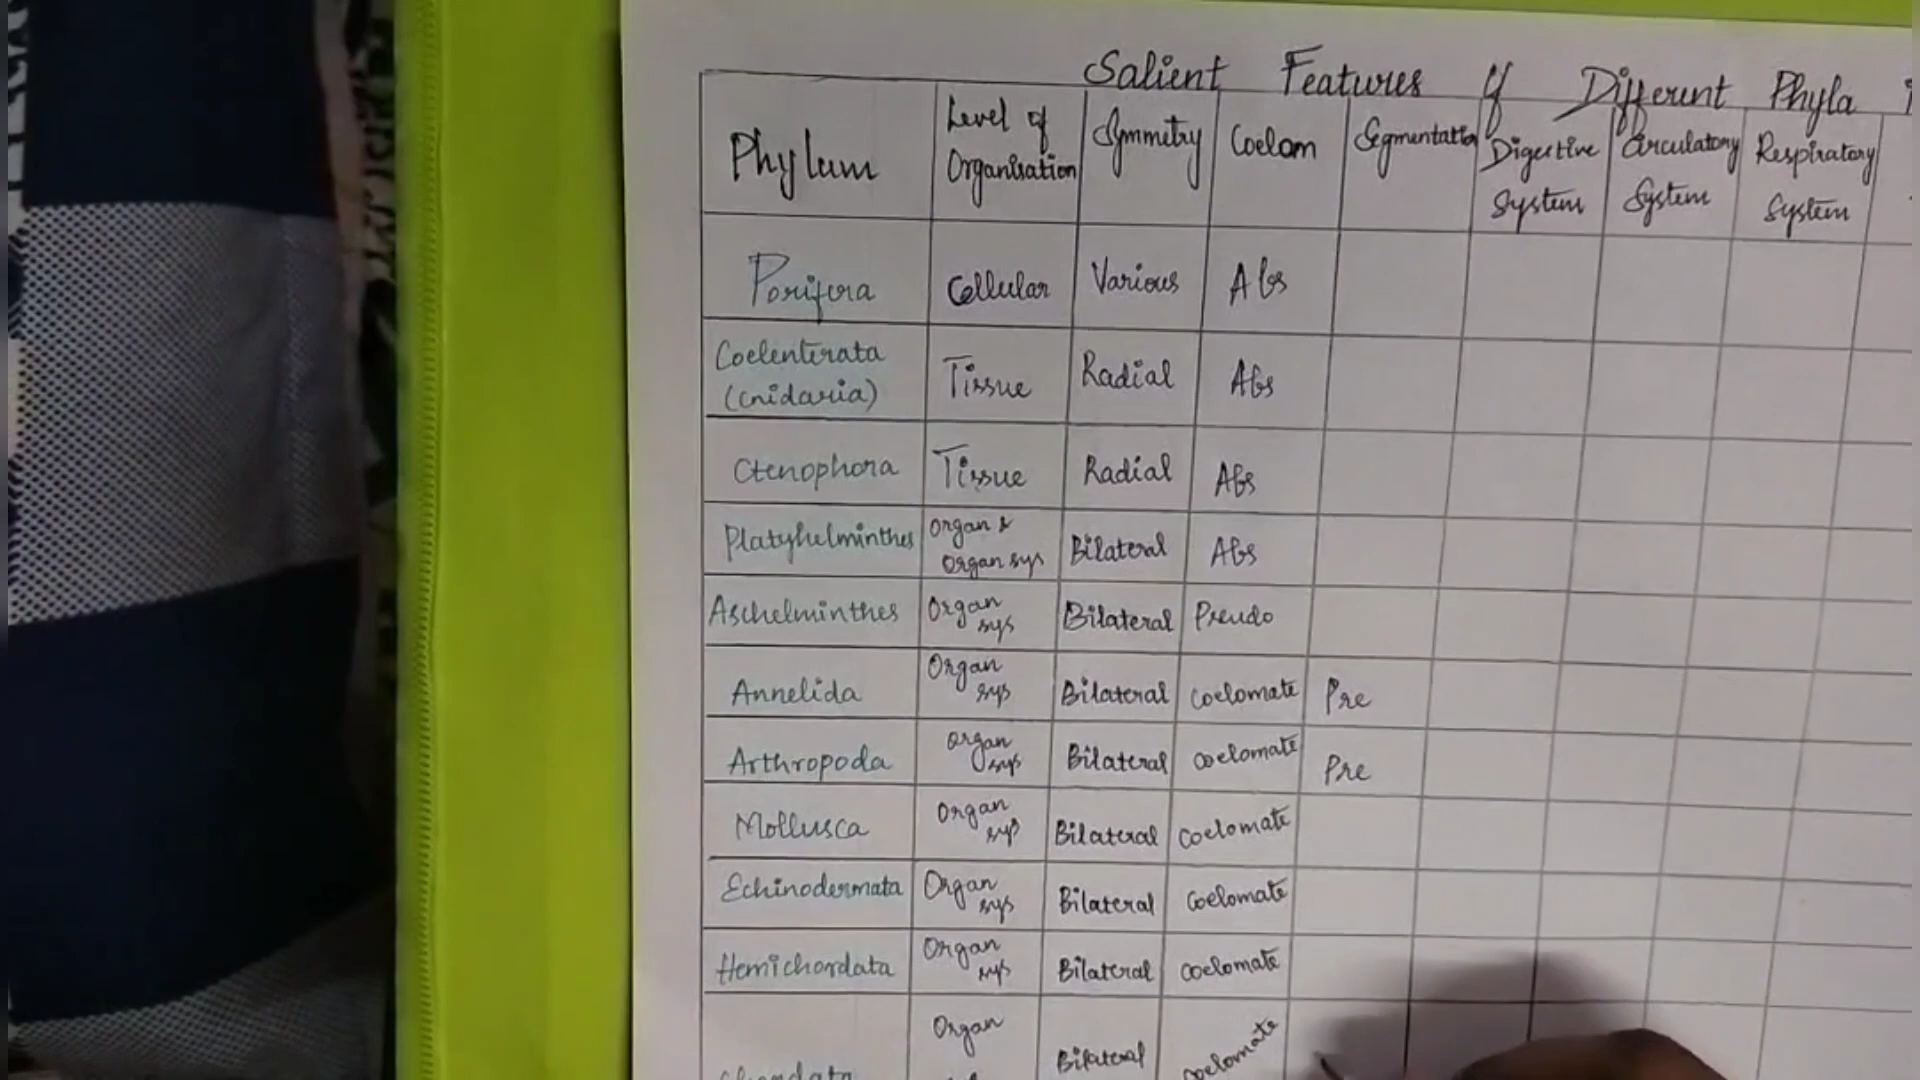 Salient Features of Different Phyla
Phylum Level of Organisation Symmetry Coelom Segmentation Digestive System Circulatory System Respiratory System
Porifera Cellular Various Abs
Coelenterata (Cnidaria) Tissue Radial Abs
Ctenophora Tissue Radial Abs
Platyhelminthes Organ & Organ sys Bilateral Abs
Aschelminthes Organ sys Bilateral Pseudo
Annelida Organ sys Bilateral Coelomate Pre
Arthropoda Organ sys Bilateral Coelomate Pre
Mollusca Organ sys Bilateral Coelomate
Echinodermata Organ sys Bilateral Coelomate
Hemichordata Organ sys Bilateral Coelomate
Chordata Organ Bilateral Coelomate